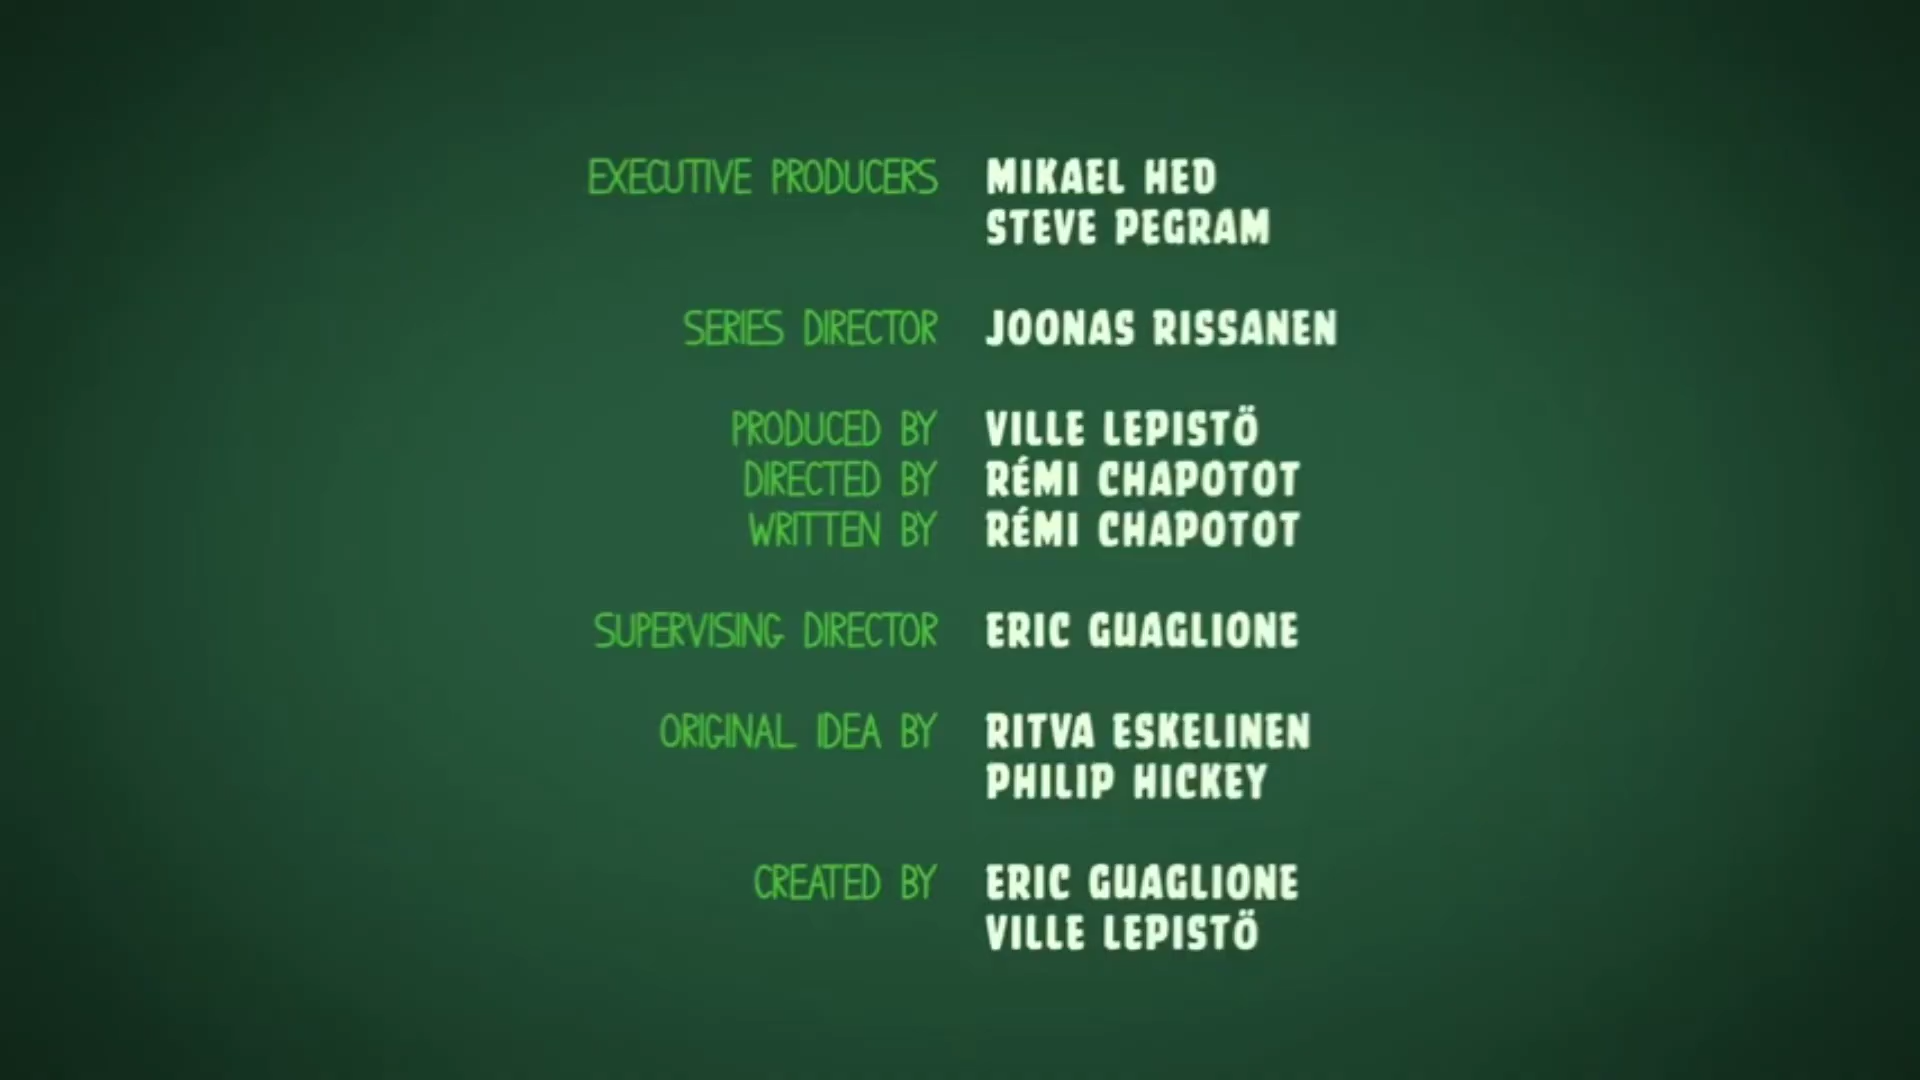 EXECUTIVE PRODUCERS MIKAEL HED
STEVE PEGRAM
SERIES DIRECTOR JOONAS RISSANEN
PRODUCED BY VILLE LEPISTÖ
DIRECTED BY RÉMI CHAPOTOT
WRITTEN BY RÉMI CHAPOTOT
SUPERVISING DIRECTOR ERIC GUAGLIONE
ORIGINAL IDEA BY RITVA ESKELINEN
PHILIP HICKEY
CREATED BY ERIC GUAGLIONE
VILLE LEPISTÖ